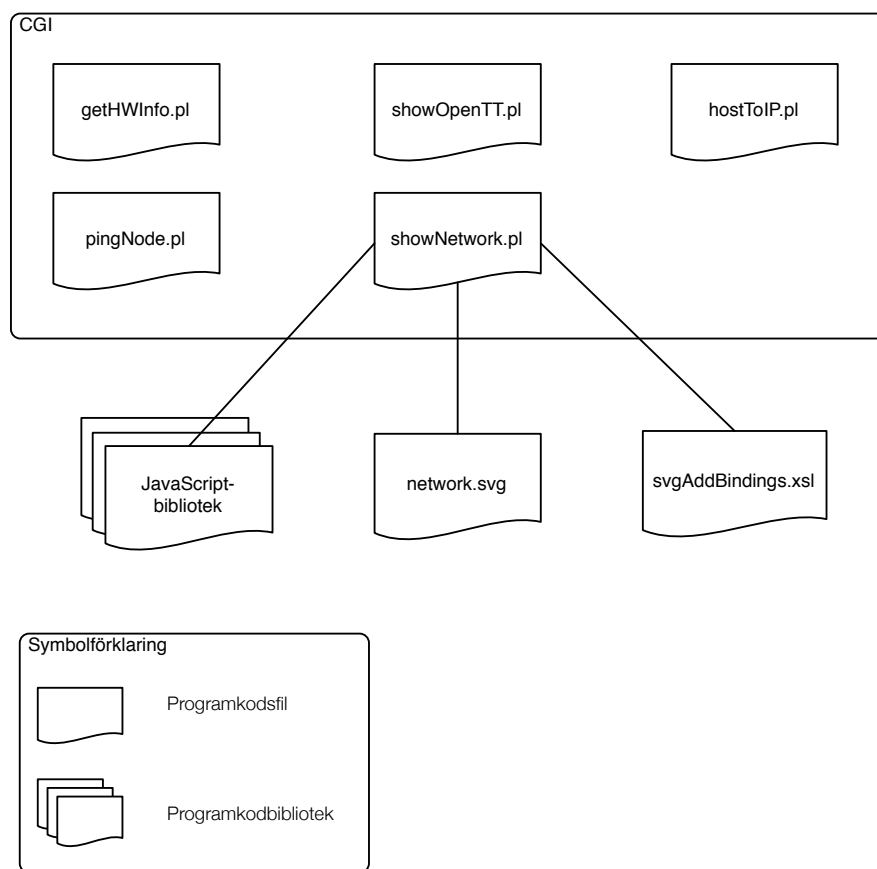 CGI
getHWInfo.pl
showOpenTT.pl
hostToIP.pl
pingNode.pl
showNetwork.pl
JavaScript-
bibliotek
network.svg
svgAddBindings.xsl
Symbolförklaring
Programkodsfil
Programkodbibliotek